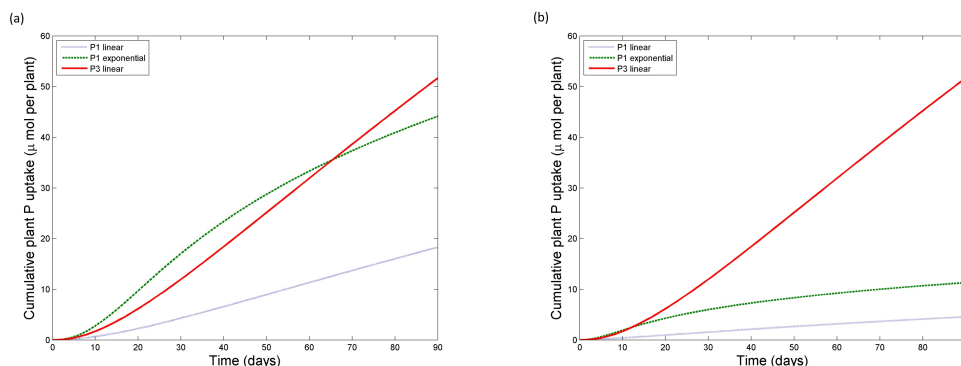 (a)
60
50
40
30
20
10
0
0 10 20 30 40 50 60 70 80 90
Cumulative plant P uptake (μ mol per plant)
Time (days)
P1 linear
P1 exponential
P3 linear
(b)
60
50
40
30
20
10
0
0 10 20 30 40 50 60 70 80
Cumulative plant P uptake (μ mol per plant)
Time (days)
P1 linear
P1 exponential
P3 linear